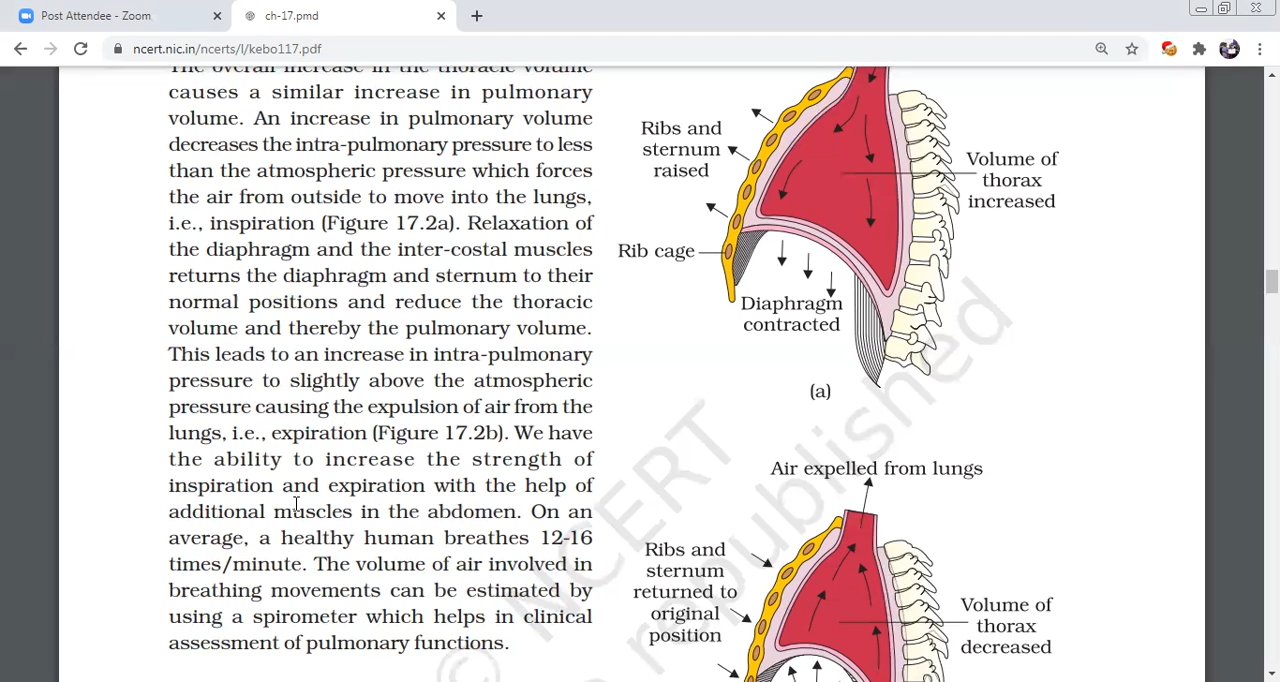 Post Attendee - Zoom
ch-17.pmd
ncert.nic.in/ncerts/l/kebo117.pdf
The overall increase in the thoracic volume
causes a similar increase in pulmonary
volume. An increase in pulmonary volume
decreases the intra-pulmonary pressure to less
than the atmospheric pressure which forces
the air from outside to move into the lungs,
i.e., inspiration (Figure 17.2a). Relaxation of
the diaphragm and the inter-costal muscles
returns the diaphragm and sternum to their
normal positions and reduce the thoracic
volume and thereby the pulmonary volume.
This leads to an increase in intra-pulmonary
pressure to slightly above the atmospheric
pressure causing the expulsion of air from the
lungs, i.e., expiration (Figure 17.2b). We have
the ability to increase the strength of
inspiration and expiration with the help of
additional muscles in the abdomen. On an
average, a healthy human breathes 12-16
times/minute. The volume of air involved in
breathing movements can be estimated by
using a spirometer which helps in clinical
assessment of pulmonary functions.
Ribs and
sternum
raised
Volume of
thorax
increased
Rib cage
Diaphragm
contracted
(a)
Air expelled from lungs
Ribs and
sternum
returned to
original
position
Volume of
thorax
decreased
© NCERT
republished